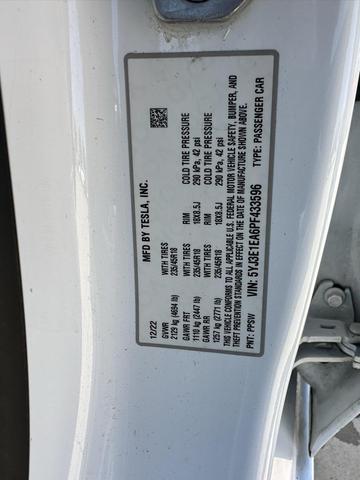 MFD BY TESLA, INC.
12/22
GVWR
2129 kg (4694 lb) WITH TIRES 235/45R18 RIM 18X8.5J COLD TIRE PRESSURE 290 kPa, 42 psi
GAWR FRT
1110 kg (2447 lb) WITH TIRES 235/45R18 RIM 18X8.5J COLD TIRE PRESSURE 290 kPa, 42 psi
GAWR RR
1257 kg (2771 lb)
THIS VEHICLE CONFORMS TO ALL APPLICABLE
U.S. FEDERAL MOTOR VEHICLE SAFETY, BUMPER, AND
THEFT PREVENTION STANDARDS IN EFFECT
ON THE DATE OF MANUFACTURE SHOWN ABOVE.
VIN: 5YJ3E1EA6PF433596
PNT: PPSW TYPE: PASSENGER CAR